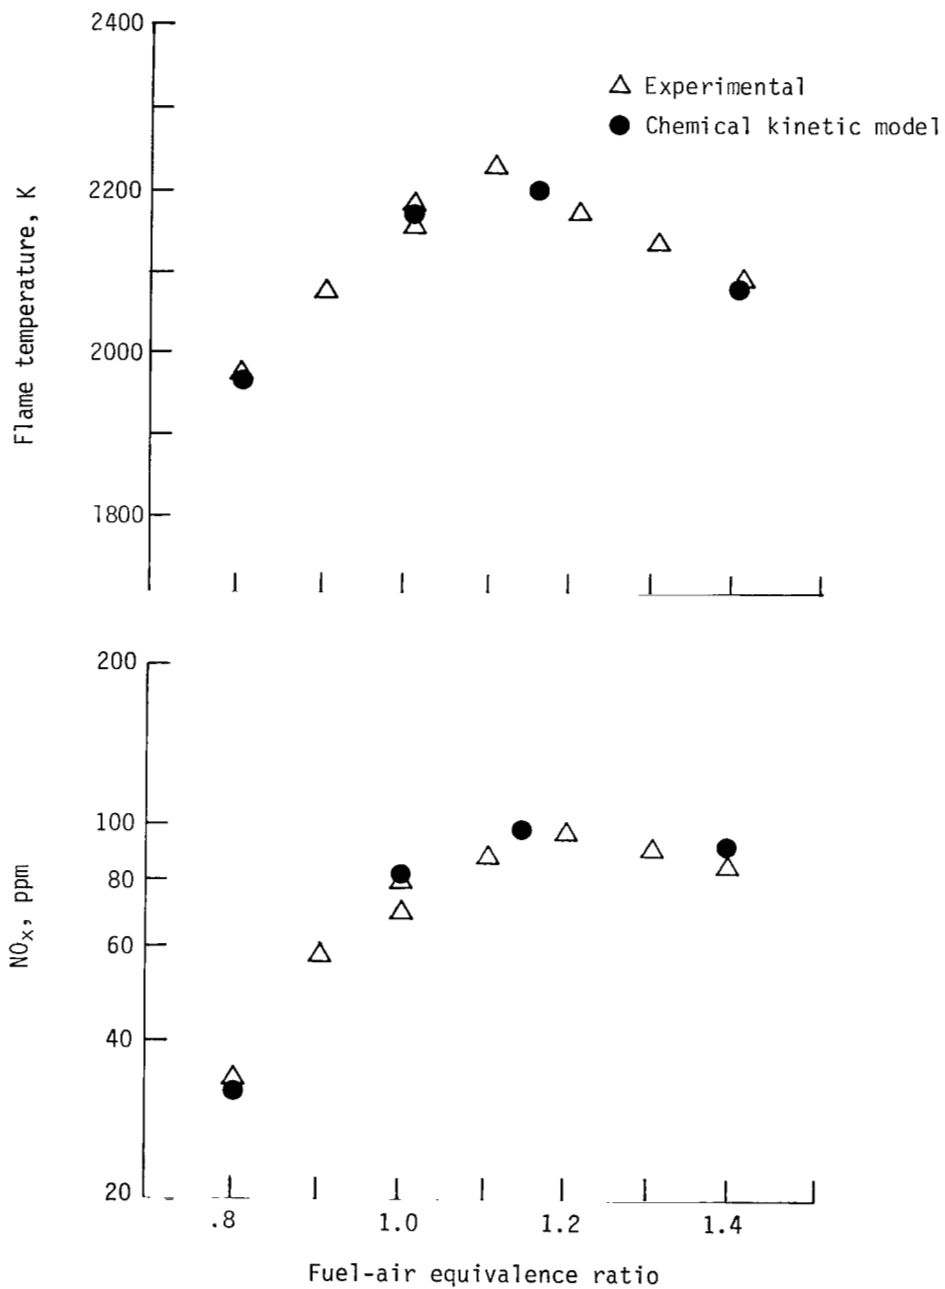 2400
Experimental
Chemical kinetic model
2200
Flame temperature, K
2000
1800
200
100
80
NOx, ppm
60
40
20
.8 1.0 1.2 1.4
Fuel-air equivalence ratio